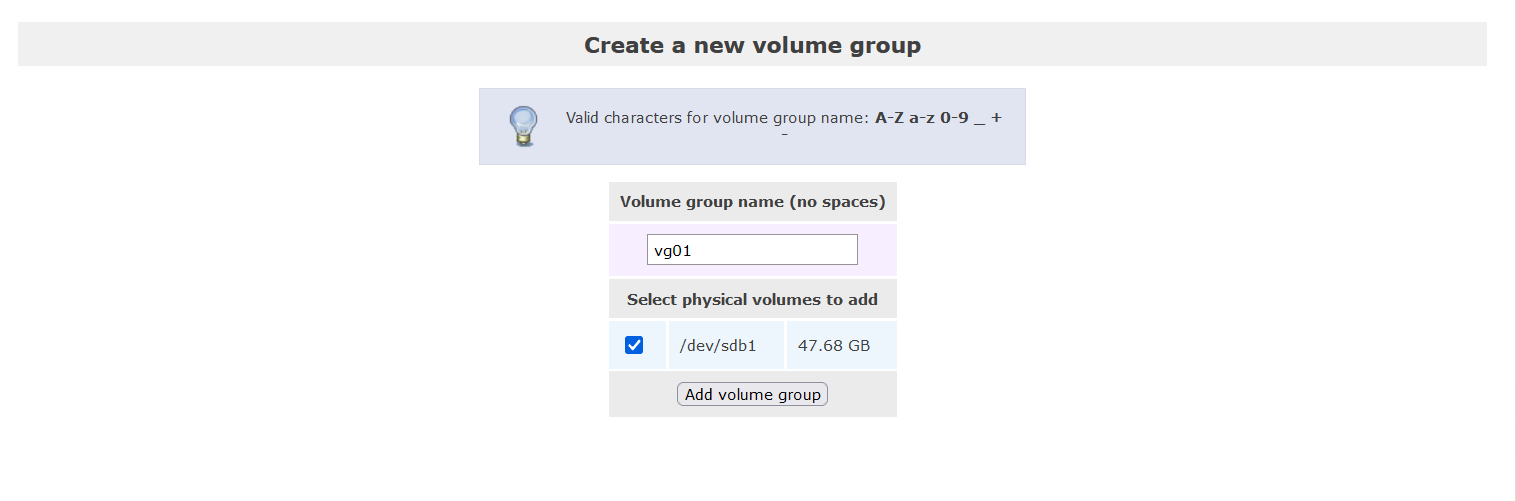 Create a new volume group
Valid characters for volume group name: A-Z a-z 0-9 _ +
-
Volume group name (no spaces)
vg01
Select physical volumes to add
/dev/sdb1 47.68 GB
Add volume group